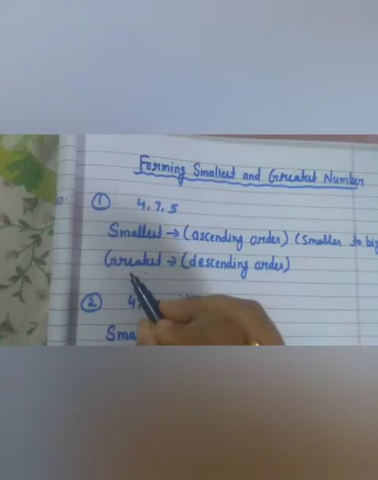 Forming Smallest and Greatest Number
① 4, 7, 5
Smallest → (ascending order) (Smaller to big
Greatest → (descending order)
② 4,
Sma